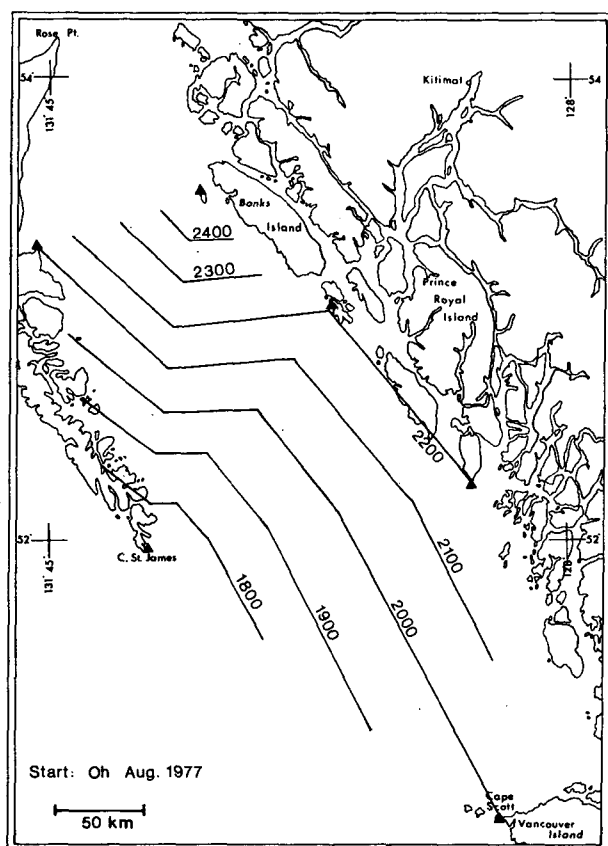 Rose Pt.
54°
131° 45'
Kitimat
54
128°
Banks
Island
2400
2300
Prince
Royal
Island
2200
52°
131° 45'
C. St. James
52°
128°
1800
1900
2000
2100
Start: Oh Aug. 1977
50 km
Cape
Scott
Vancouver
Island